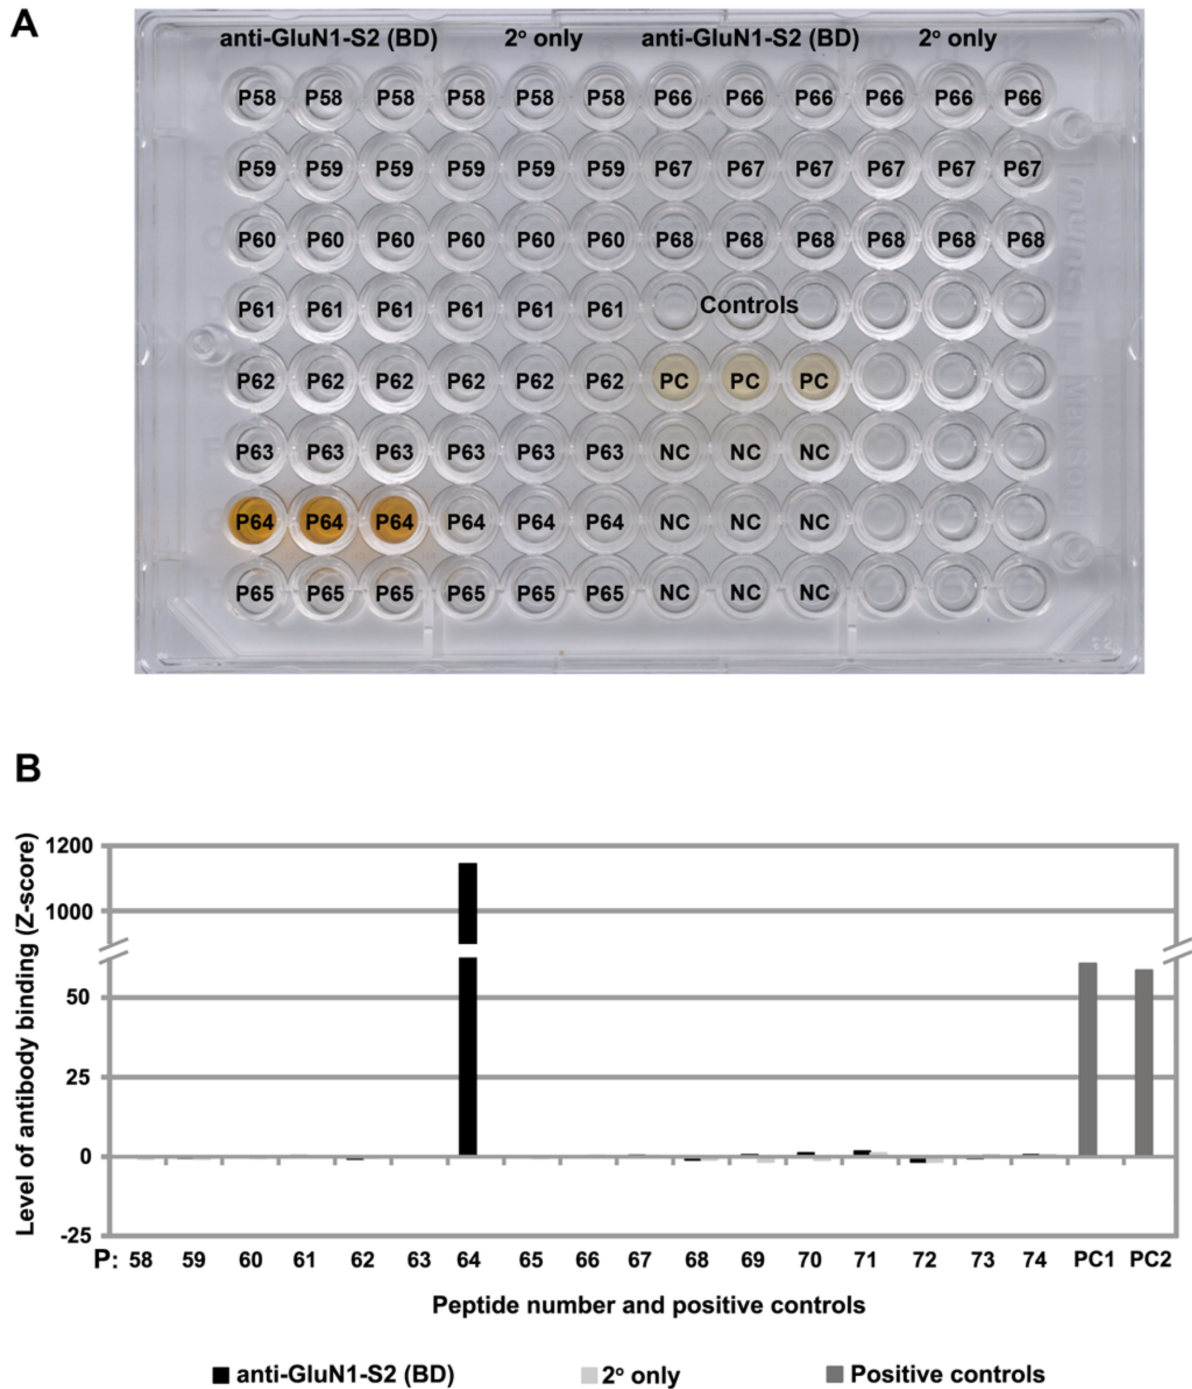 A
anti-GluN1-S2 (BD) 2º only anti-GluN1-S2 (BD) 2º only
P58 P58 P58 P58 P58 P58 P66 P66 P66 P66 P66 P66
P59 P59 P59 P59 P59 P59 P67 P67 P67 P67 P67 P67
P60 P60 P60 P60 P60 P60 P68 P68 P68 P68 P68 P68
P61 P61 P61 P61 P61 P61 Controls
P62 P62 P62 P62 P62 P62 PC PC PC
P63 P63 P63 P63 P63 P63 NC NC NC
P64 P64 P64 P64 P64 P64 NC NC NC
P65 P65 P65 P65 P65 P65 NC NC NC
B
Level of antibody binding (Z-score)
1200
1000
50
25
0
-25
P: 58 59 60 61 62 63 64 65 66 67 68 69 70 71 72 73 74 PC1 PC2
Peptide number and positive controls
anti-GluN1-S2 (BD) 2º only Positive controls